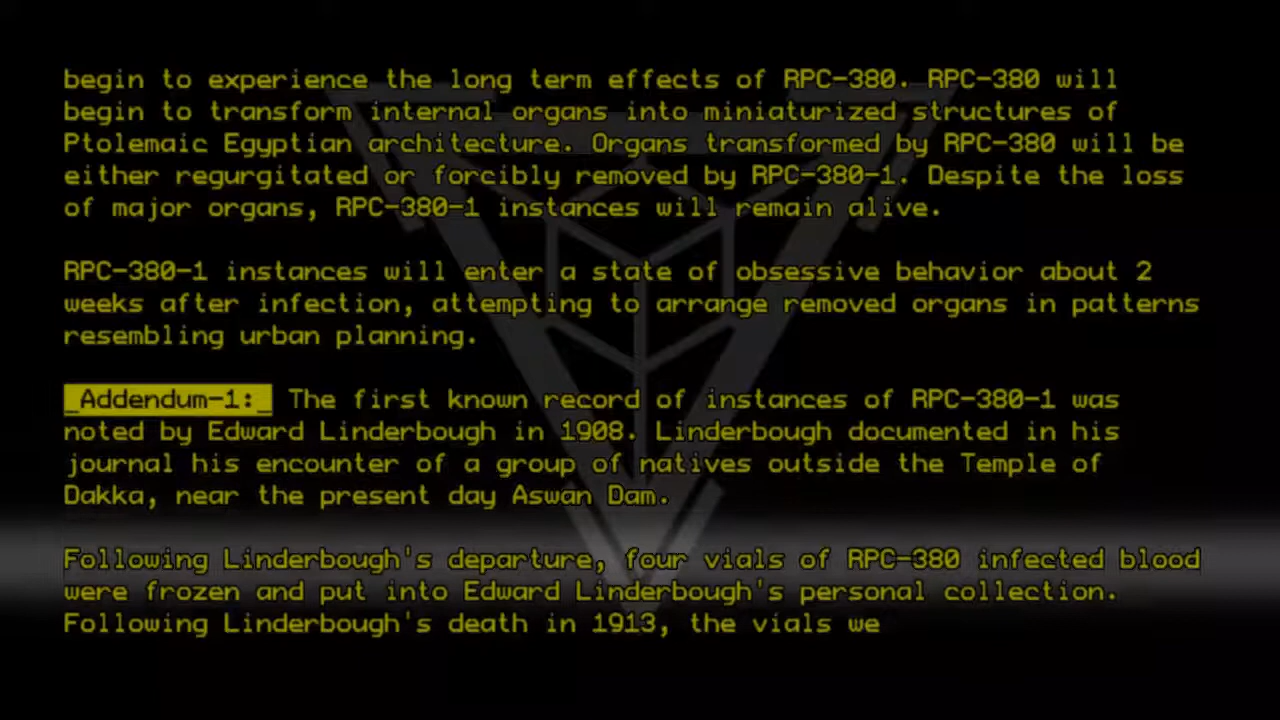 begin to experience the long term effects of RPC-380. RPC-380 will
begin to transform internal organs into miniaturized structures of
Ptolemaic Egyptian architecture. Organs transformed by RPC-380 will be
either regurgitated or forcibly removed by RPC-380-1. Despite the loss
of major organs, RPC-380-1 instances will remain alive.
RPC-380-1 instances will enter a state of obsessive behavior about 2
weeks after infection, attempting to arrange removed organs in patterns
resembling urban planning.
_Addendum-1:_ The first known record of instances of RPC-380-1 was
noted by Edward Linderbough in 1908. Linderbough documented in his
journal his encounter of a group of natives outside the Temple of
Dakka, near the present day Aswan Dam.
Following Linderbough's departure, four vials of RPC-380 infected blood
were frozen and put into Edward Linderbough's personal collection.
Following Linderbough's death in 1913, the vials we